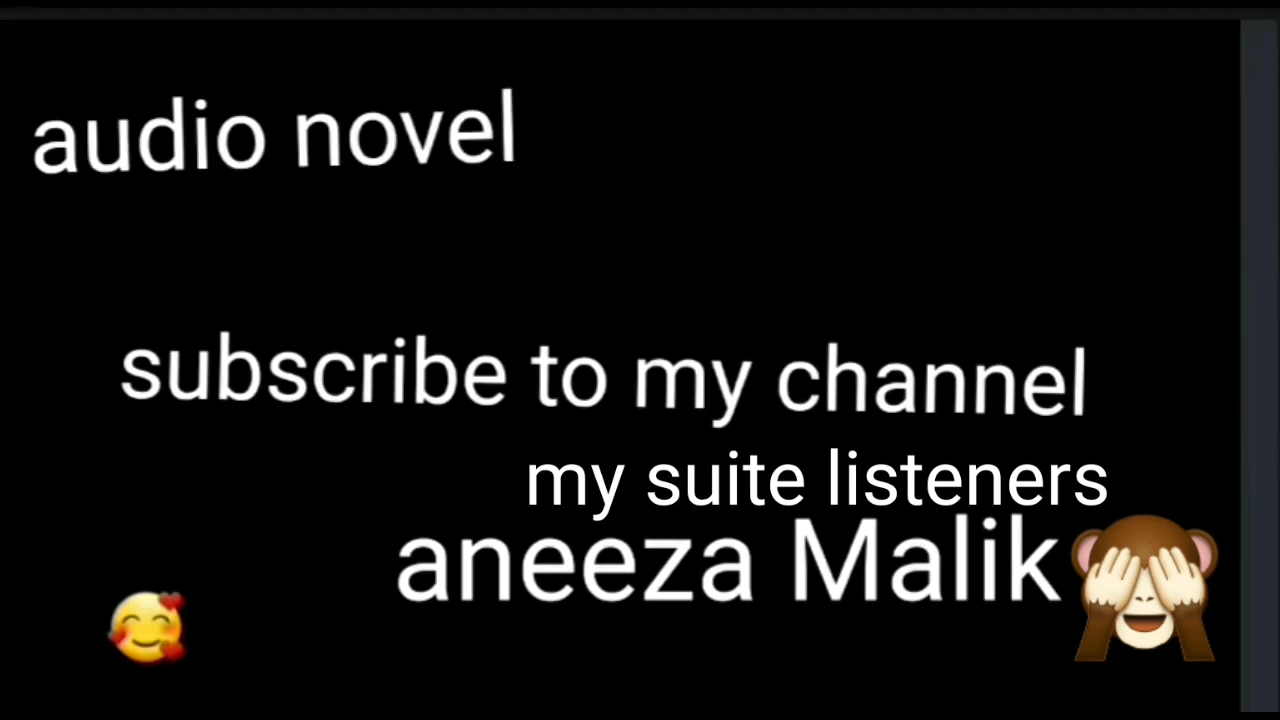 audio novel
subscribe to my channel
my suite listeners
aneeza Malik